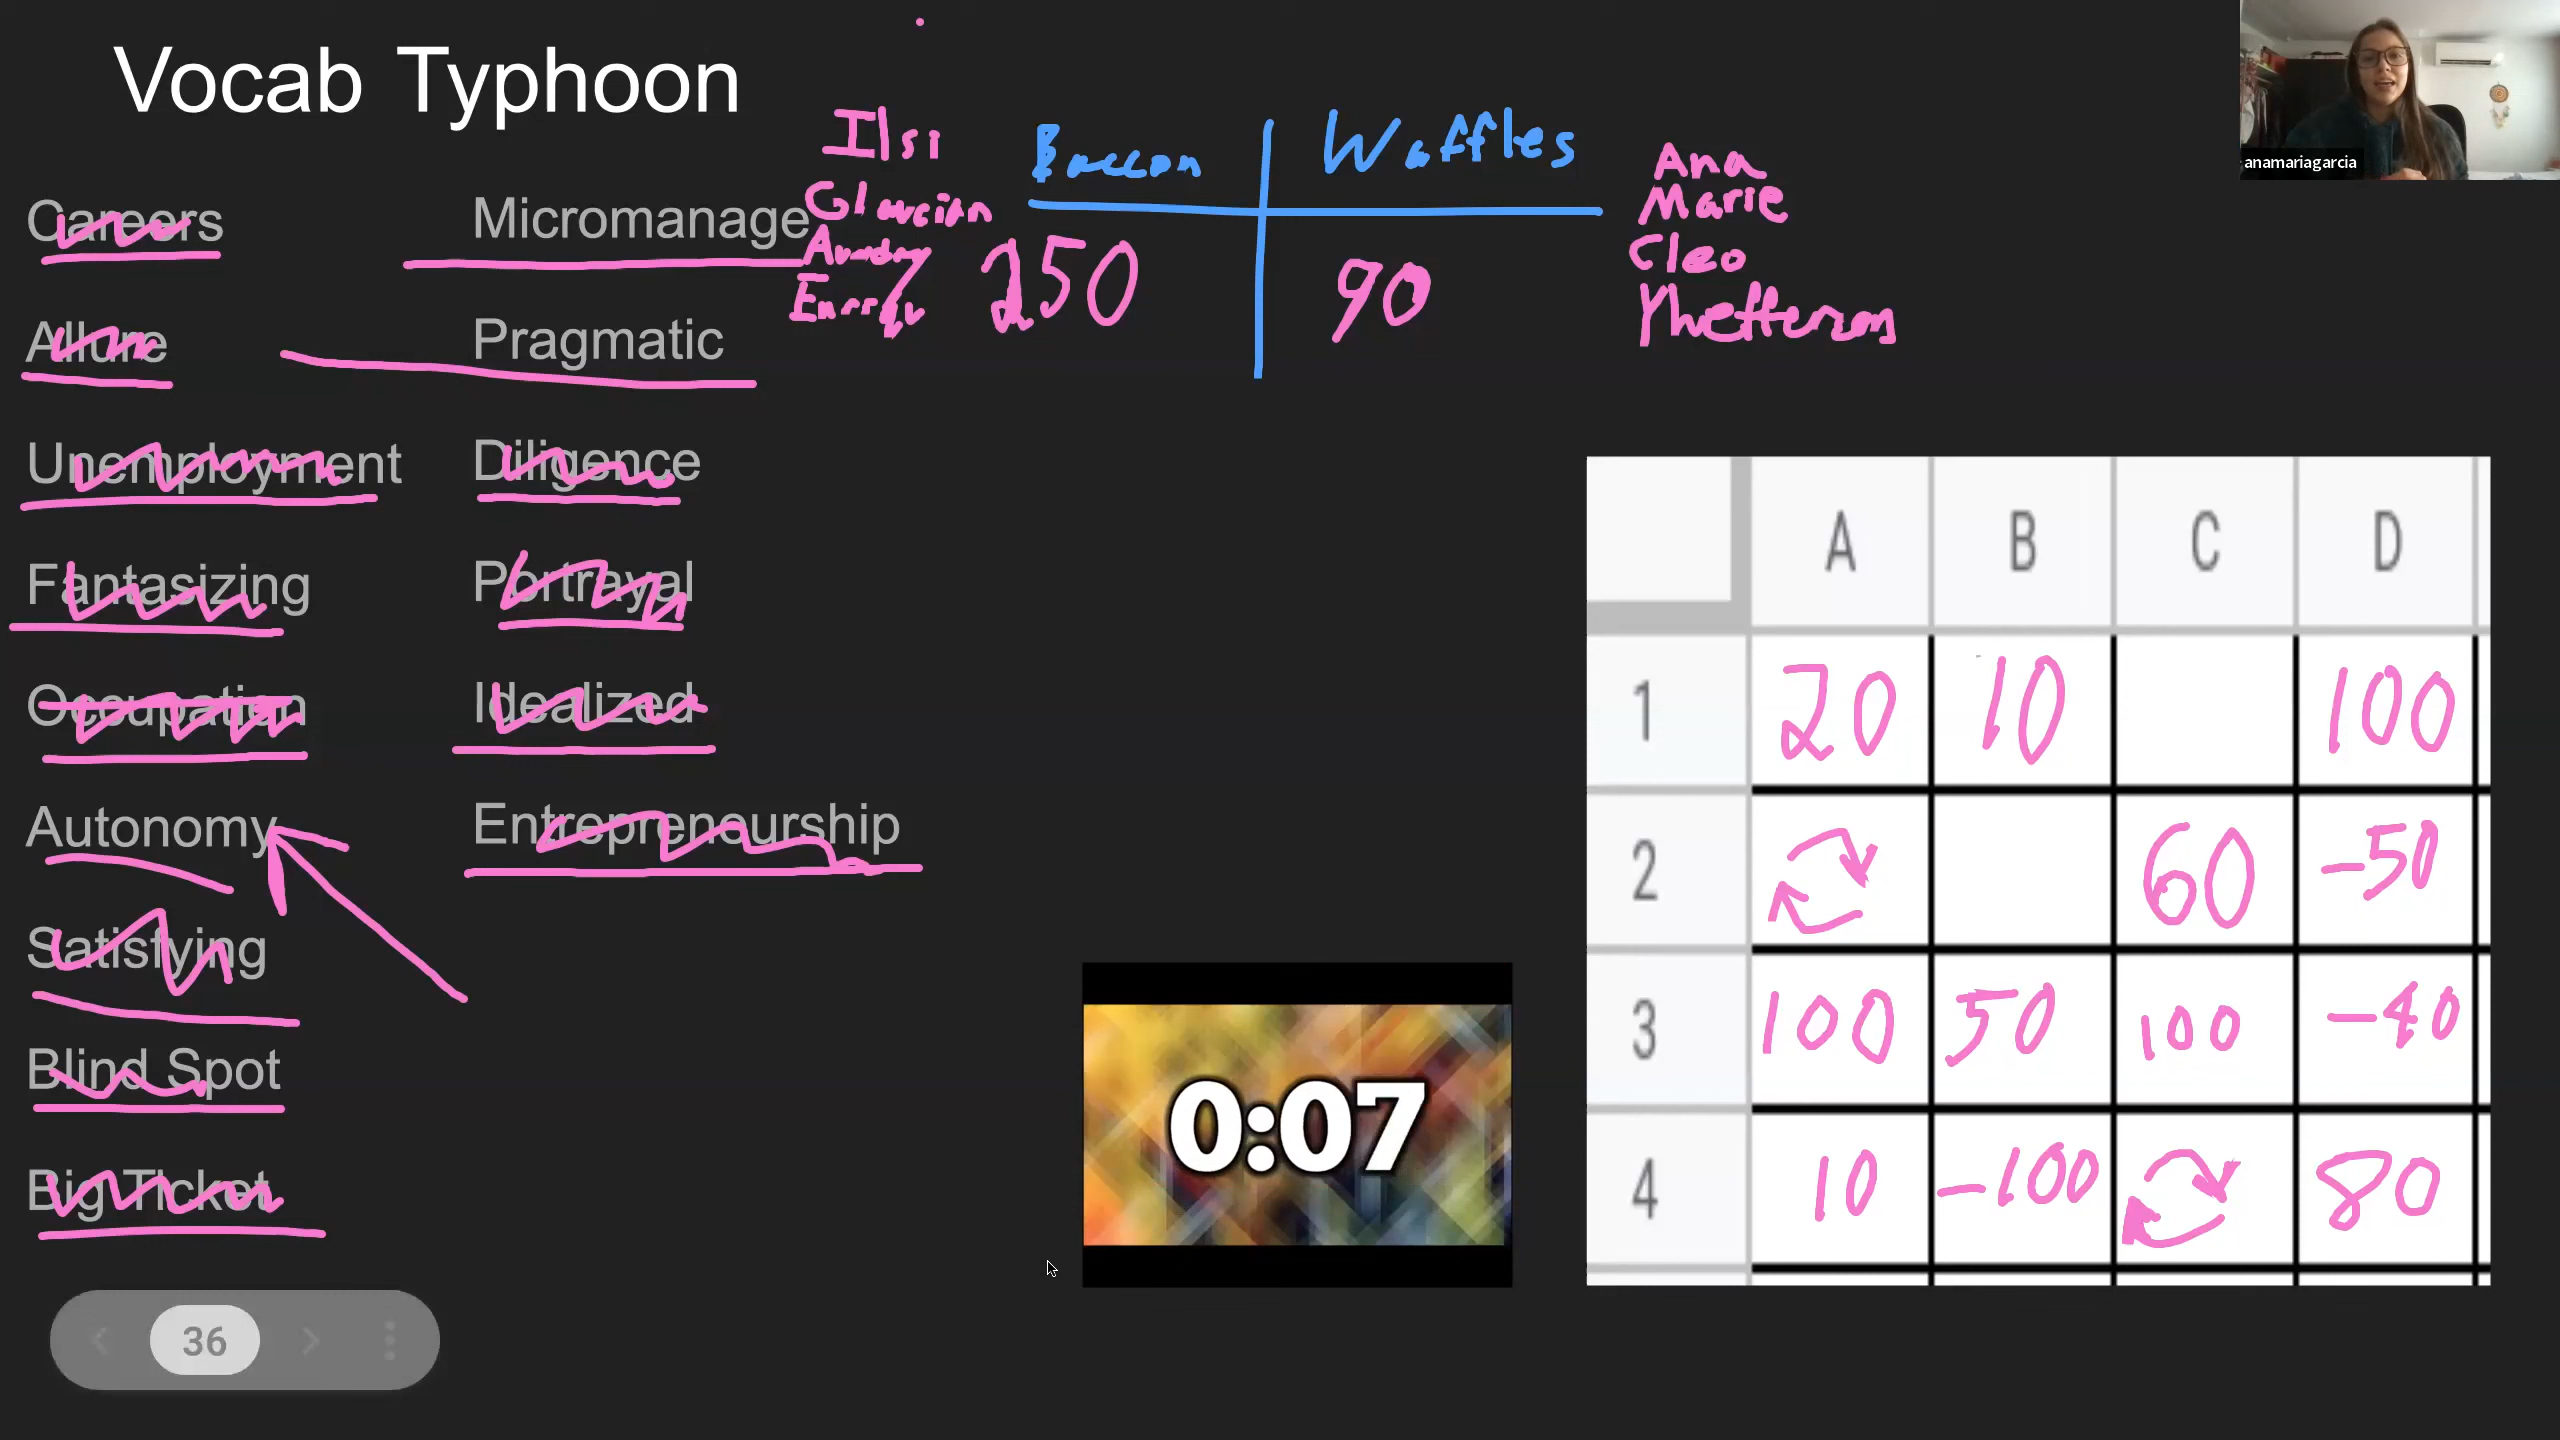 Vocab Typhoon
anamariagarcia
Careers
Allure
Unemployment
Fantasizing
Occupation
Autonomy
Satisfying
Blind Spot
Big Ticket
Micromanage
Pragmatic
Diligence
Portrayal
Idealized
Entrepreneurship
Ilsi
Waffles
250
90
Ana
Marie
Cleo
A B C D
1 20 10 100
2 60 -50
3 100 50 100 -40
4 10 -100 80
0:07
36